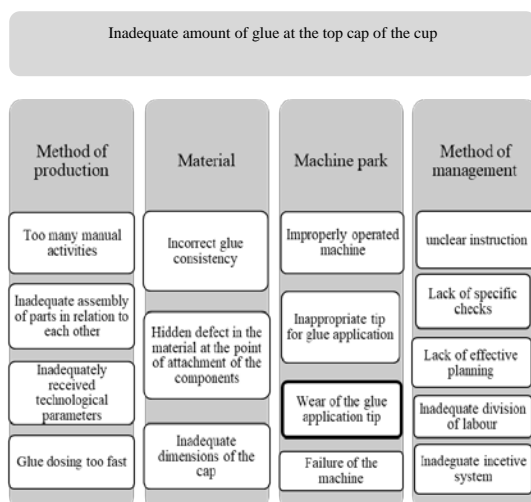 Inadequate amount of glue at the top cap of the cup
Method of
production
Too many manual
activities
Inadequate assembly
of parts in relation to
each other
Inadequately
received
technological
parameters
Glue dosing too fast
Material
Incorrect glue
consistency
Hidden defect in the
material at the point
of attachment of the
components
Inadequate
dimensions of the
cap
Machine park
Improperly operated
machine
Inappropriate tip
for glue application
Wear of the glue
application tip
Failure of the
machine
Method of
management
unclear instruction
Lack of specific
checks
Lack of effective
planning
Inadequate division
of labour
Inadeguate incetive
system